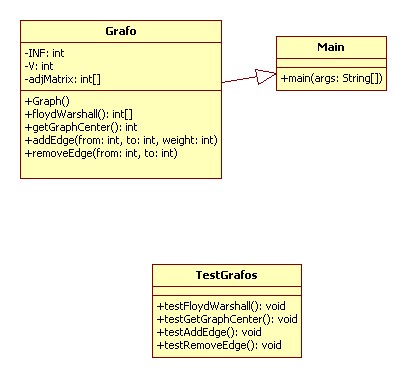 Grafo
-INF: int
-V: int
-adjMatrix: int[]
+Graph()
+floydWarshall(): int[]
+getGraphCenter(): int
+addEdge(from: int, to: int, weight: int)
+removeEdge(from: int, to: int)
Main
+main(args: String[])
TestGrafos
+testFloydWarshall(): void
+testGetGraphCenter(): void
+testAddEdge(): void
+testRemoveEdge(): void